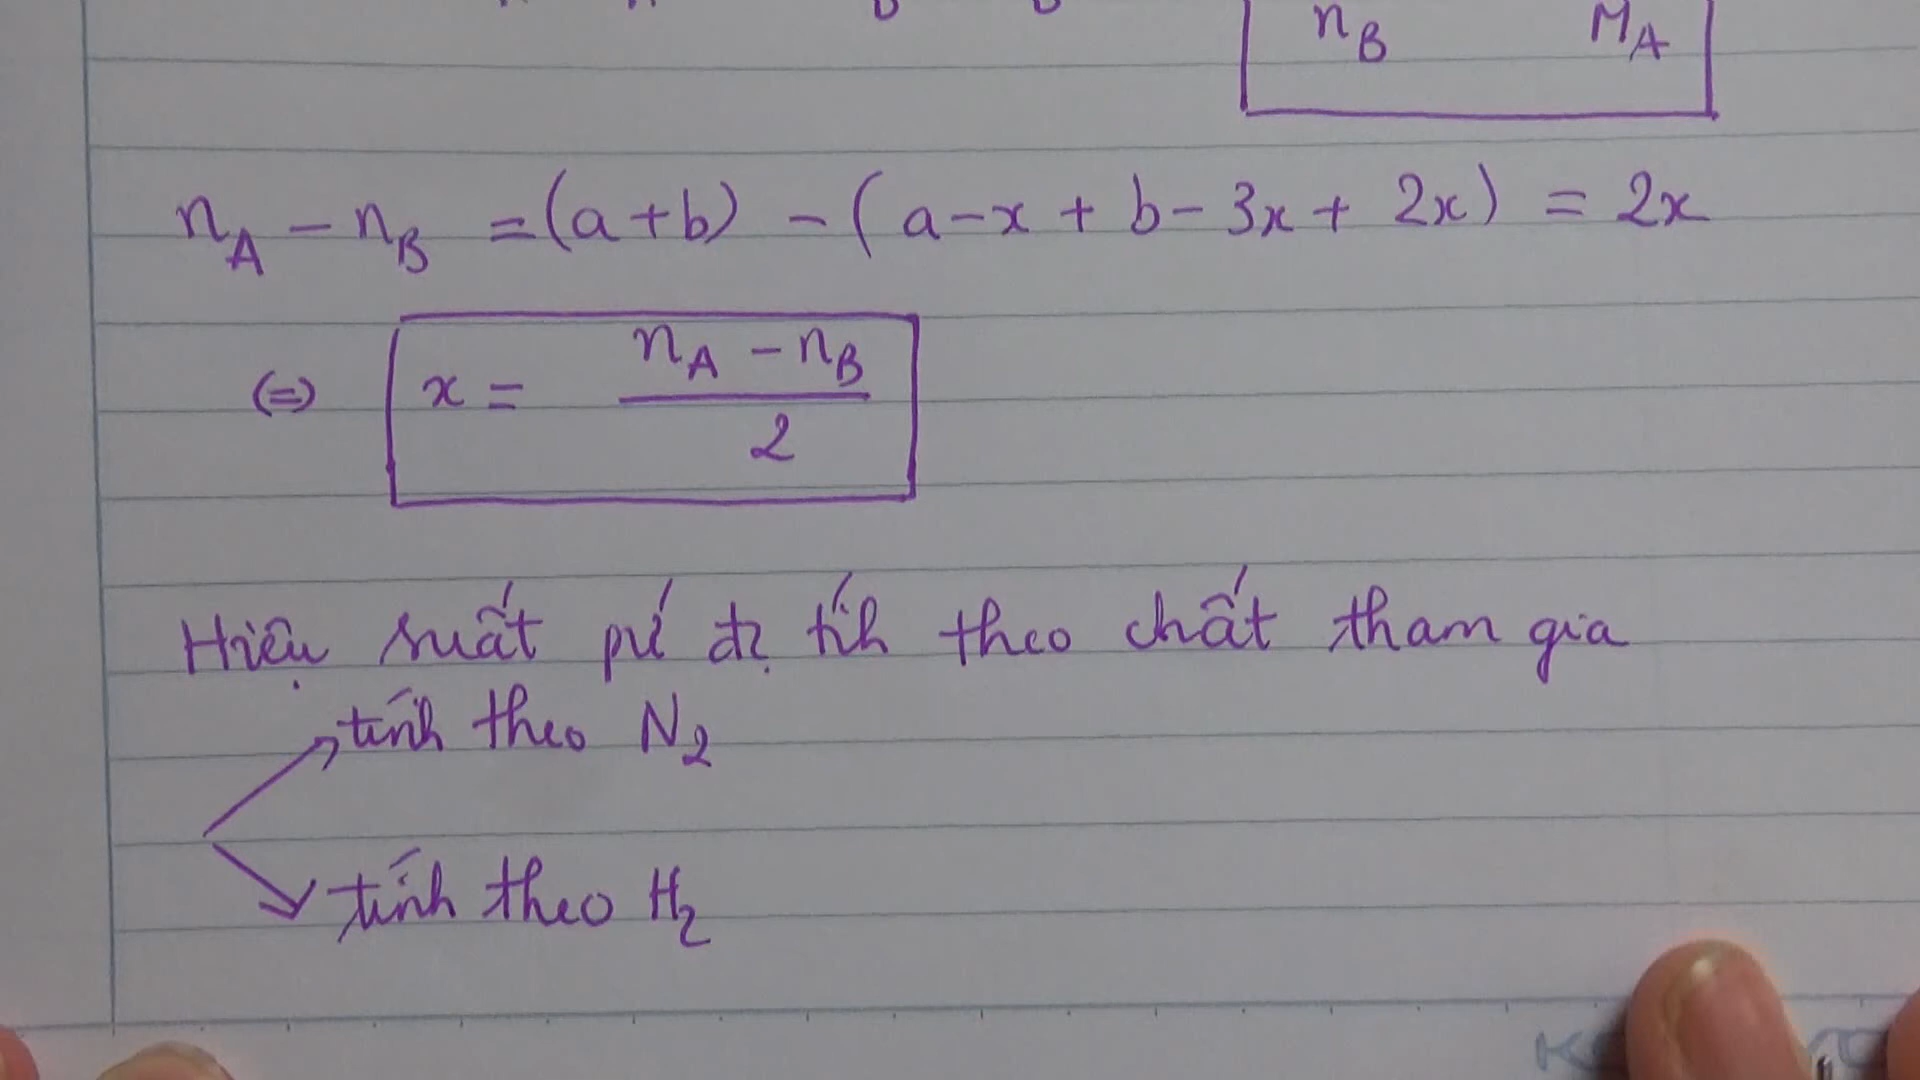 n_B M_A
n_A - n_B = (a+b) - (a-x + b-3x + 2x) = 2x
(=) x = (n_A - n_B)/2
Hiệu suất pứ đc tính theo chất tham gia
tính theo N₂
tính theo H₂